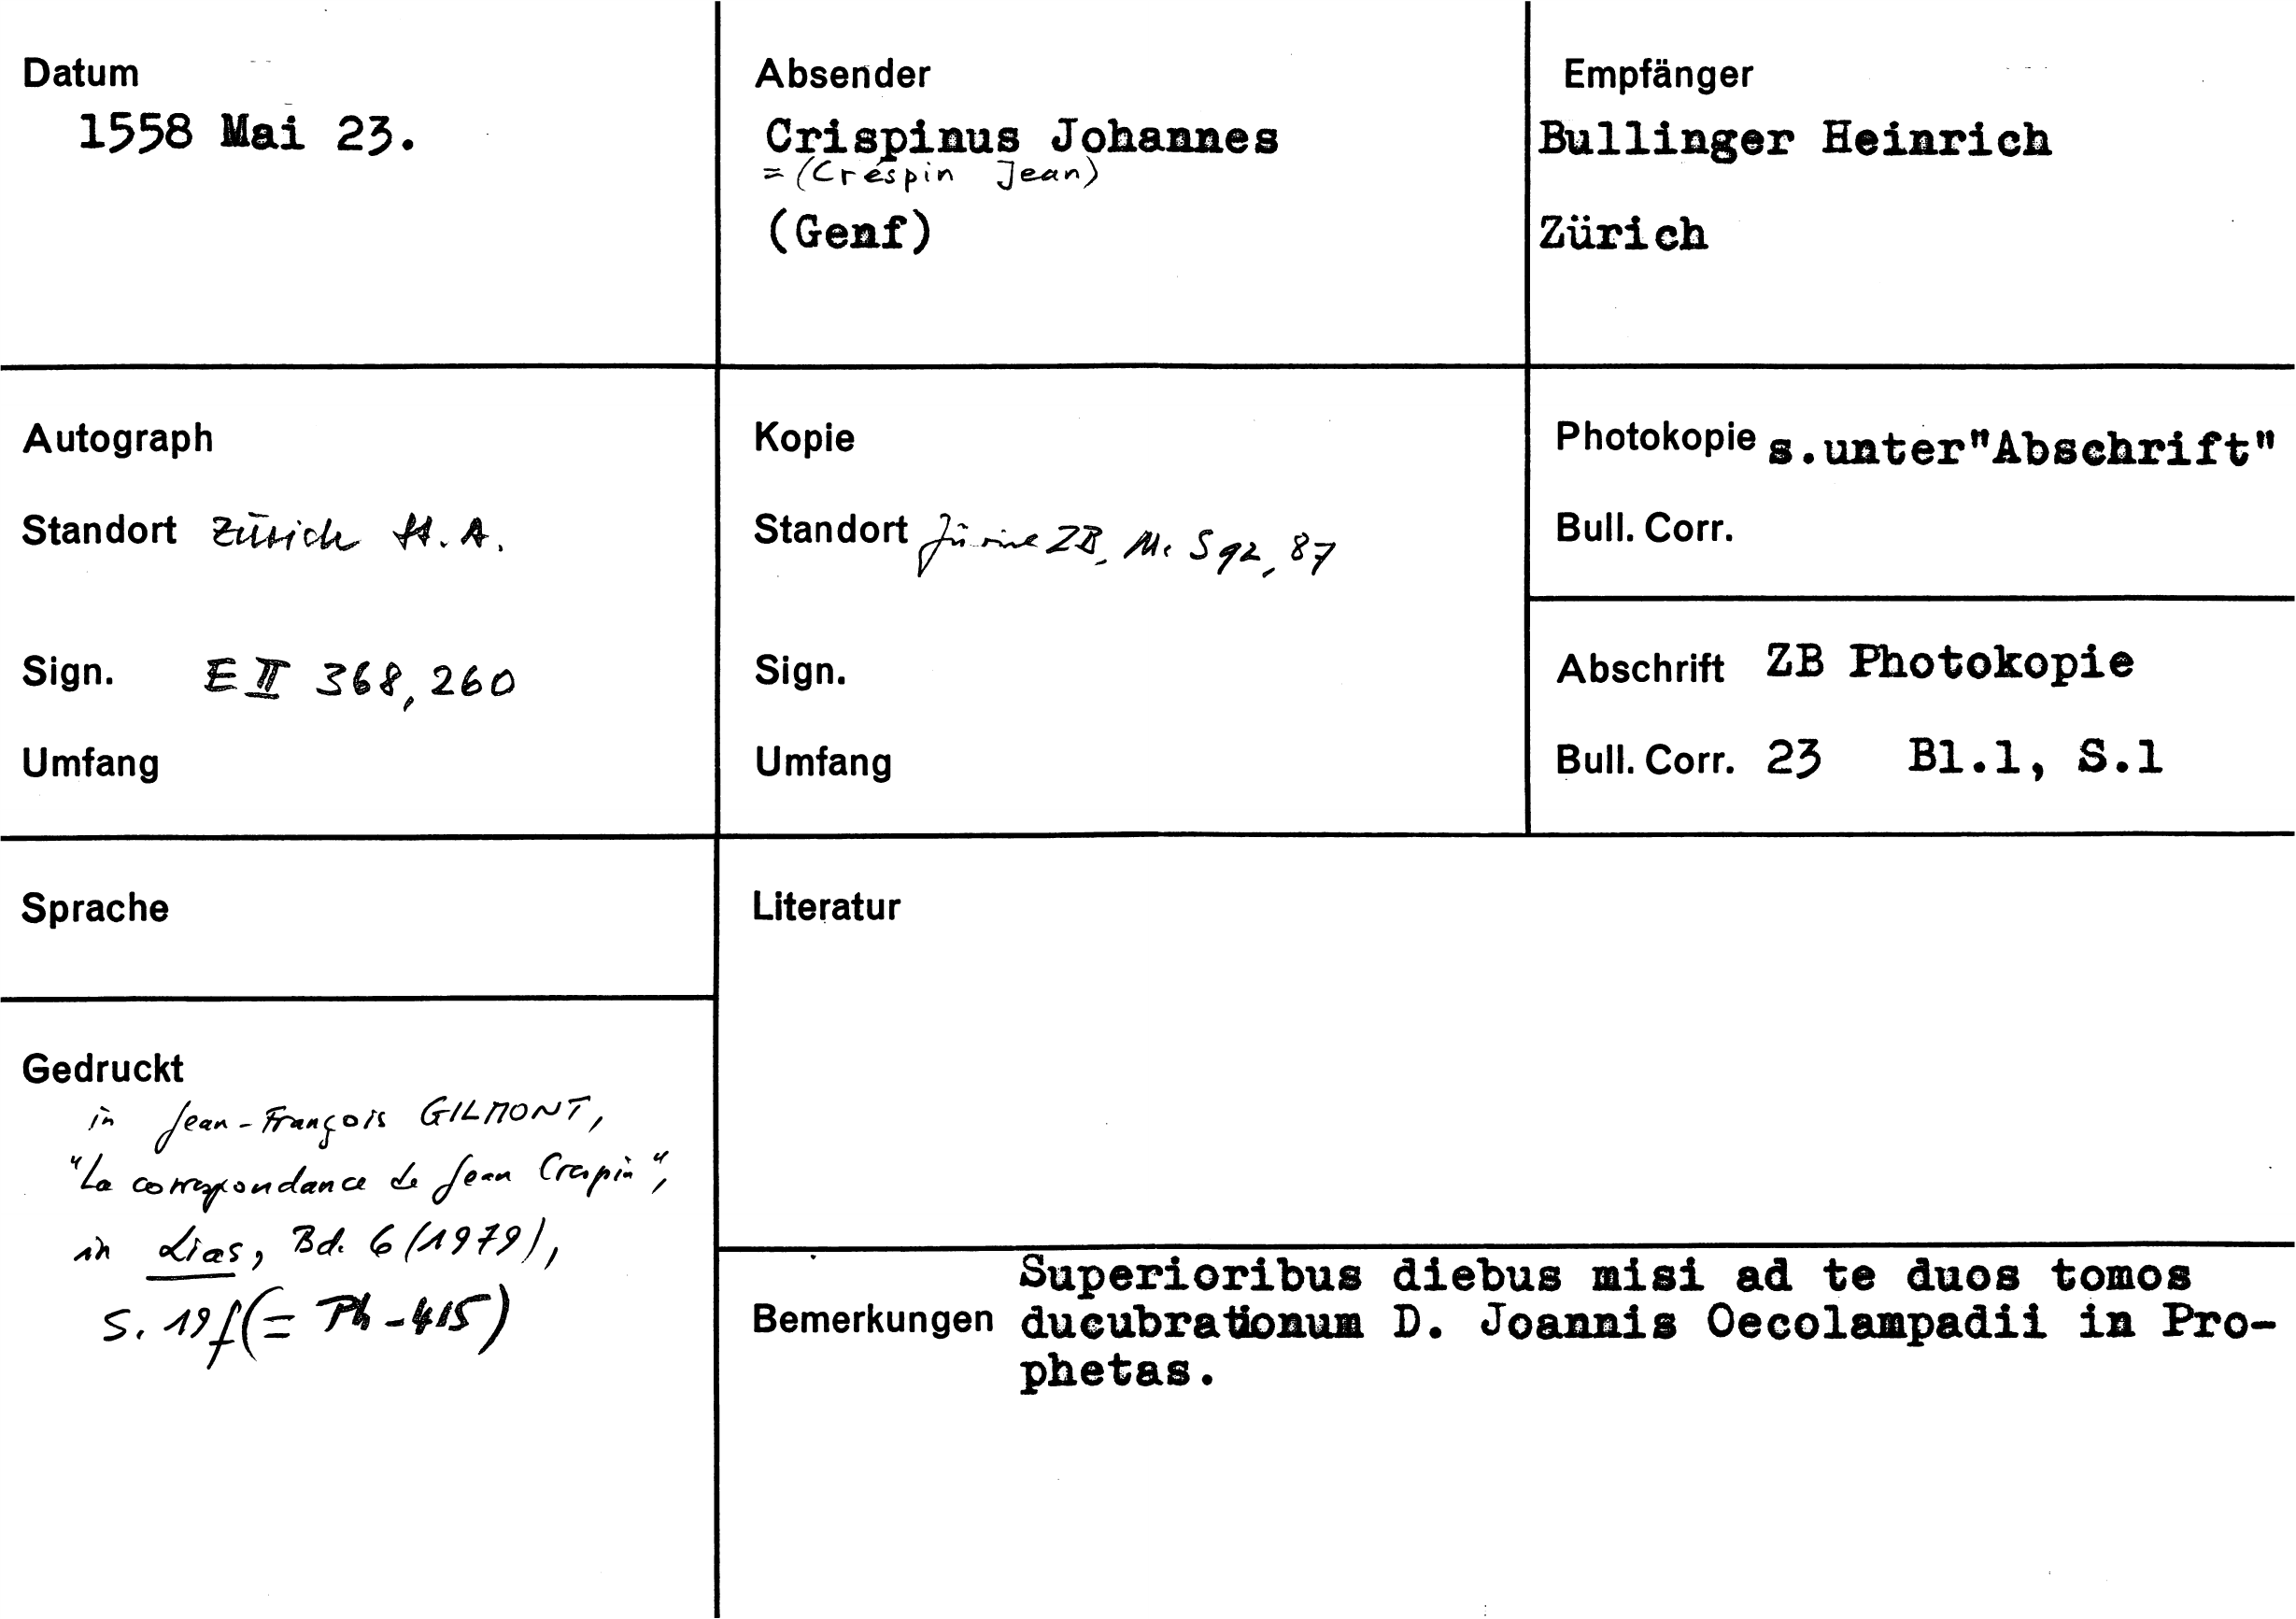 Datum
1558 Mai 23.
Absender
Crispinus Johannes
=(Créspin Jean)
(Genf)
Empfänger
Bullinger Heinrich
Zürich
Autograph
Standort Zürich St.A.
Sign. E II 368, 260
Umfang
Kopie
Standort Zürich ZB, Ms S 92, 87
Sign.
Umfang
Photokopie s.unter"Abschrift"
Bull. Corr.
Abschrift ZB Photokopie
Bull. Corr. 23 Bl.1, S.1
Sprache
Gedruckt
in Jean-François GILMONT,
"La correspondance de Jean Crespin",
in Lias, Bd. 6 (1979),
S. 19f (= Ph-415)
Literatur
Bemerkungen
Superioribus diebus misi ad te duos tomos
ducubrationum D. Joannis Oecolampadii in Pro-
phetas.